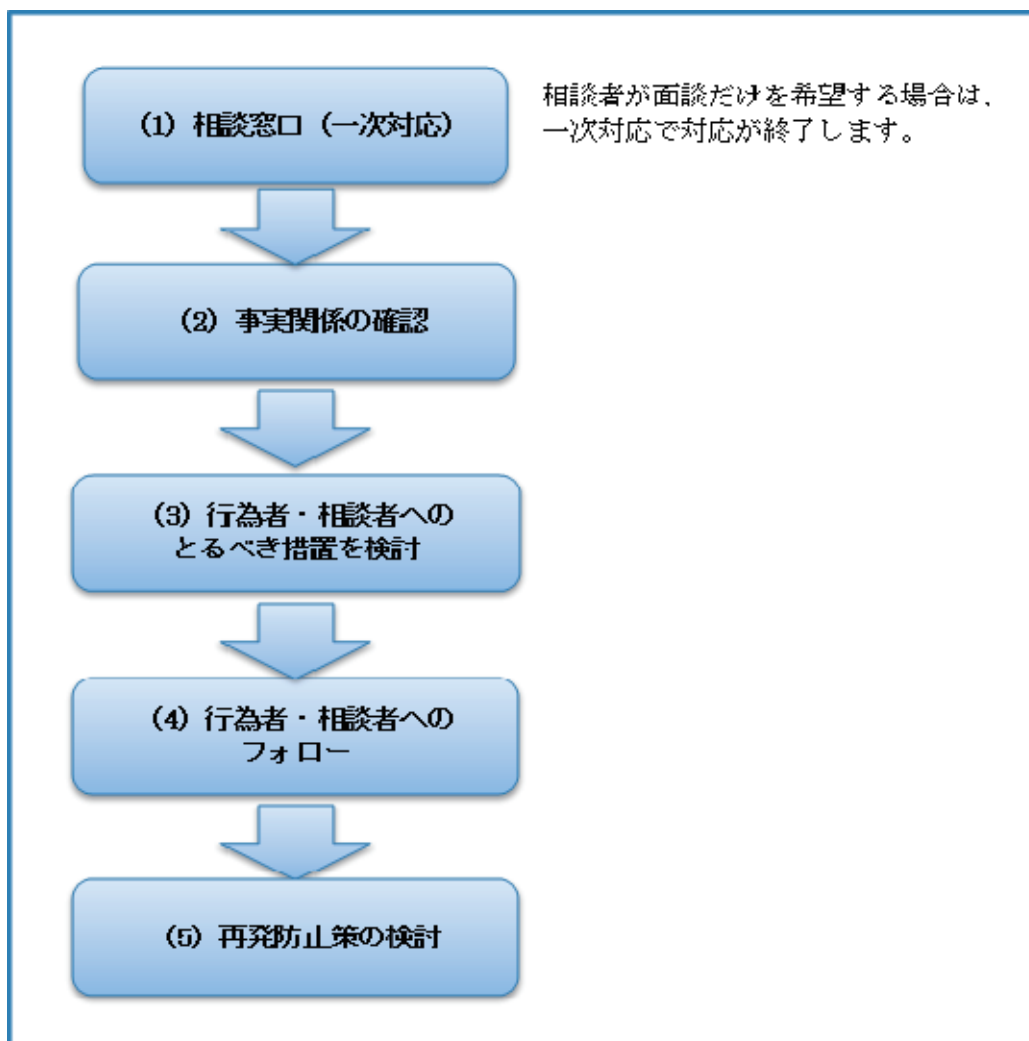 (1) 相談窓口（一次対応）
相談者が面談だけを希望する場合は、
一次対応で対応が終了します。
(2) 事実関係の確認
(3) 行為者・相談者への
とるべき措置を検討
(4) 行為者・相談者への
フォロー
(5) 再発防止策の検討